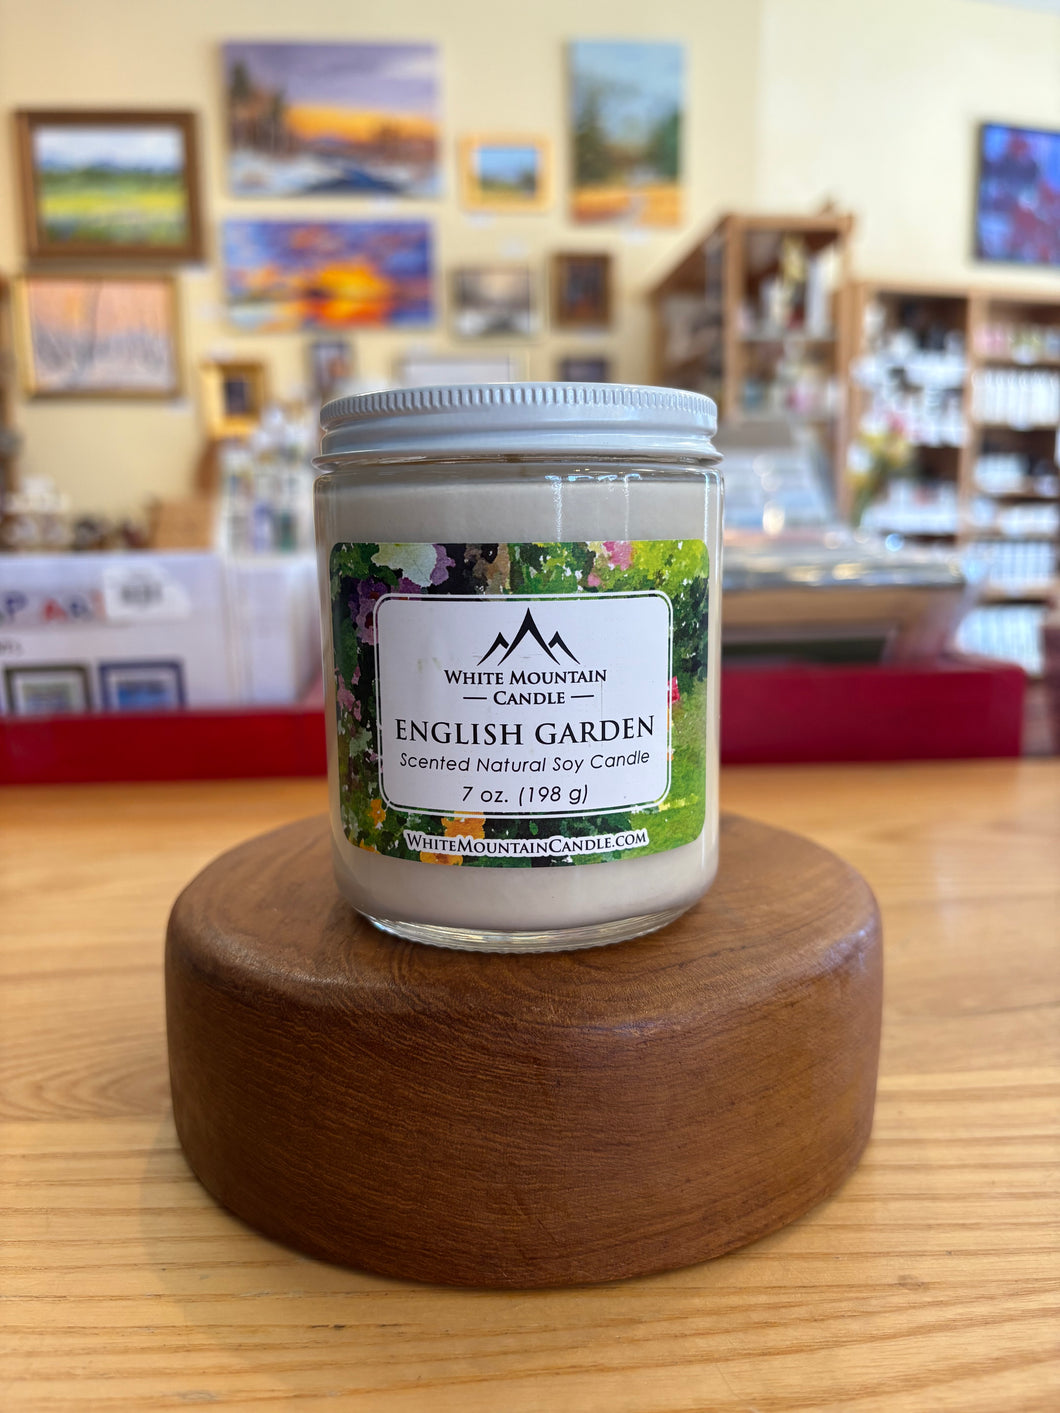 WHITE MOUNTAIN
CANDLE
ENGLISH GARDEN
Scented Natural Soy Candle
7 oz. (198 g)
WHITEMOUNTAINCANDLE.COM